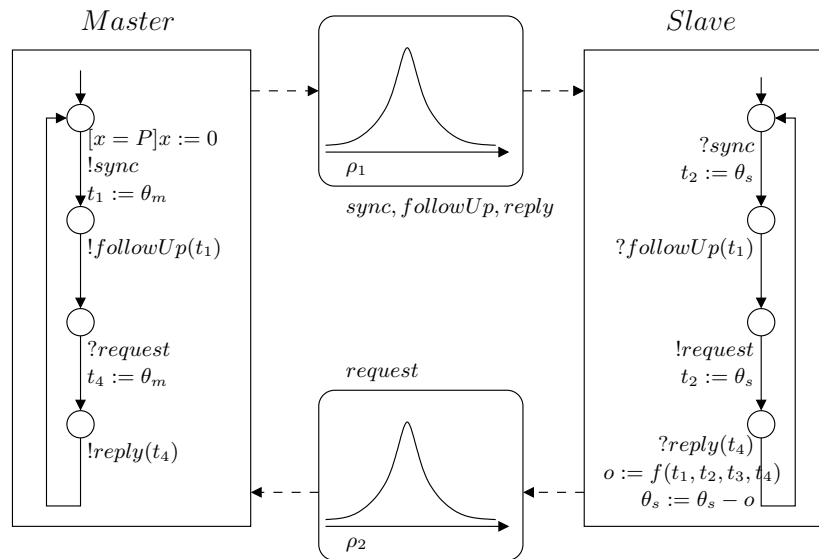 Master
Slave
[x = P]x := 0
!sync
t₁ := θₘ
!followUp(t₁)
?request
t₄ := θₘ
!reply(t₄)
ρ₁
sync, followUp, reply
request
ρ₂
?sync
t₂ := θₛ
?followUp(t₁)
!request
t₂ := θₛ
?reply(t₄)
o := f(t₁, t₂, t₃, t₄)
θₛ := θₛ − o